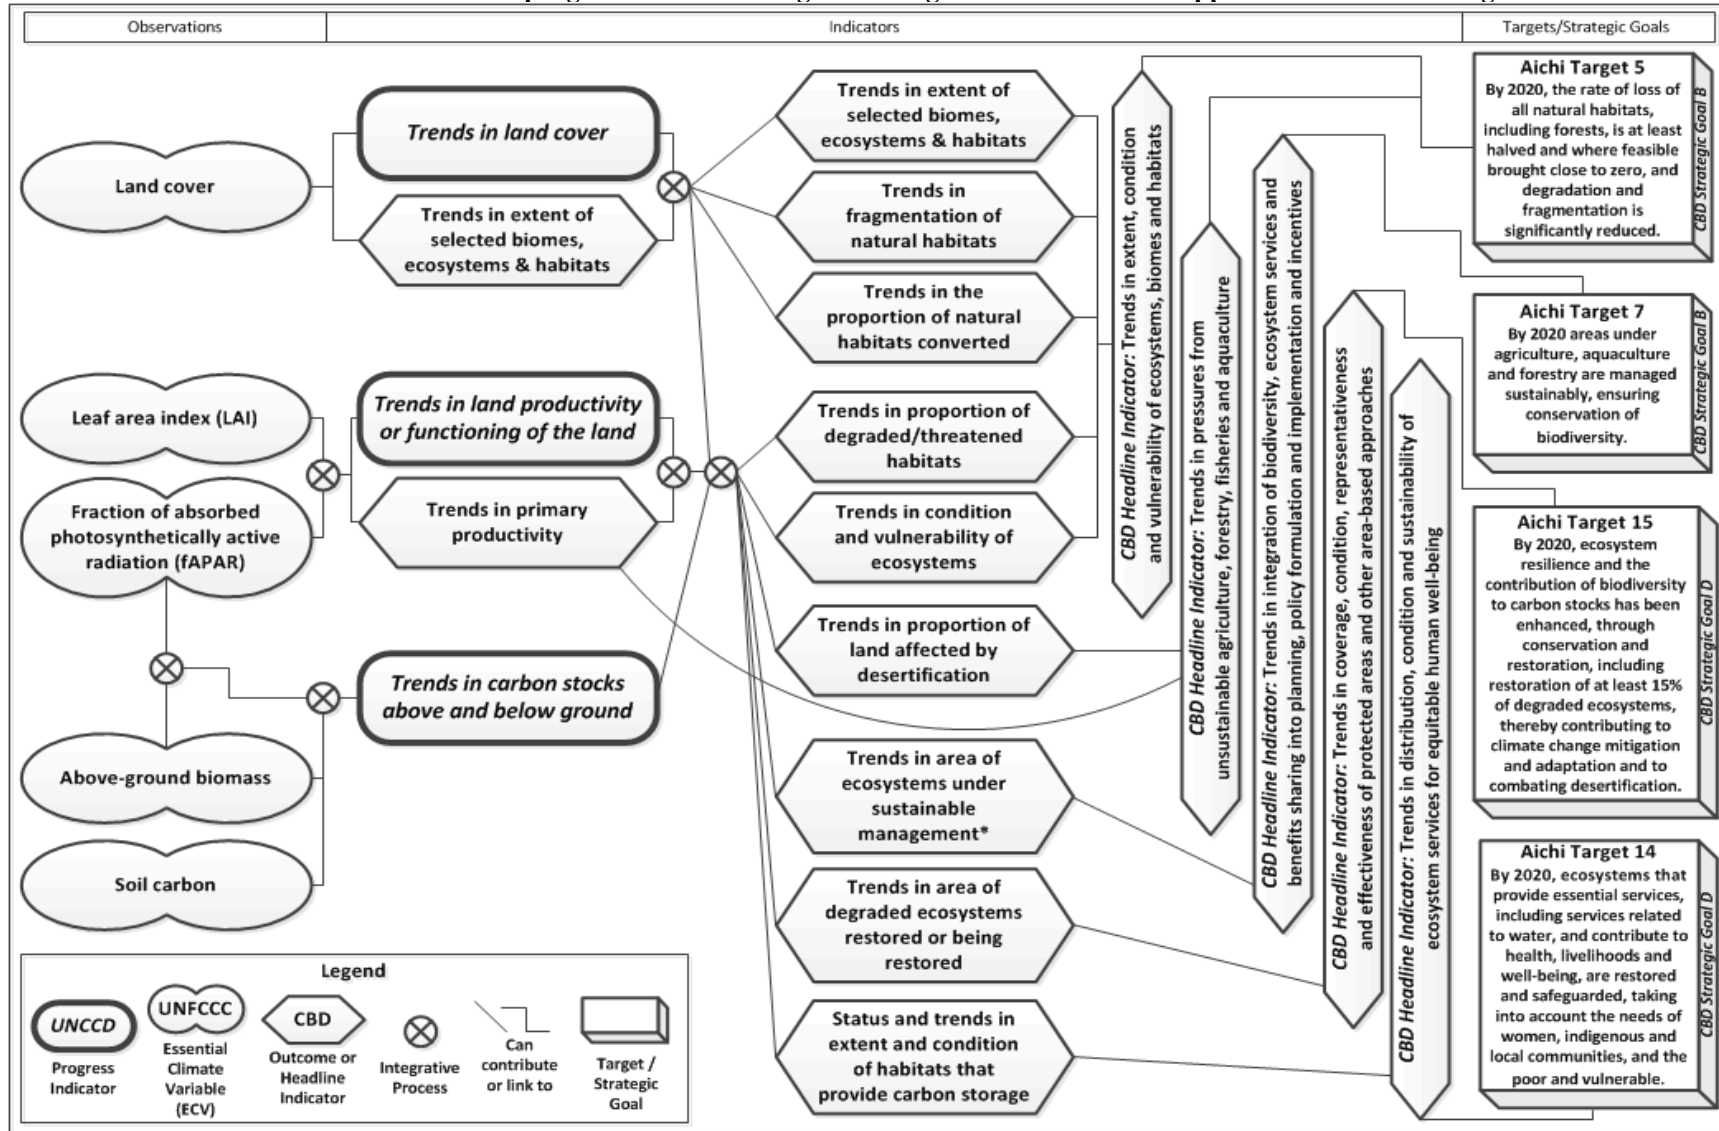 Observations
Indicators
Targets/Strategic Goals
Land cover
Leaf area index (LAI)
Fraction of absorbed
photosynthetically active
radiation (fAPAR)
Above-ground biomass
Soil carbon
Trends in land cover
Trends in extent of
selected biomes,
ecosystems & habitats
Trends in land productivity
or functioning of the land
Trends in primary
productivity
Trends in carbon stocks
above and below ground
Trends in extent of
selected biomes,
ecosystems & habitats
Trends in
fragmentation of
natural habitats
Trends in the
proportion of natural
habitats converted
Trends in proportion of
degraded/threatened
habitats
Trends in condition
and vulnerability of
ecosystems
Trends in proportion of
land affected by
desertification
Trends in area of
ecosystems under
sustainable
management*
Trends in area of
degraded ecosystems
restored or being
restored
Status and trends in
extent and condition
of habitats that
provide carbon storage
CBD Headline Indicator: Trends in extent, condition
and vulnerability of ecosystems, biomes and habitats
CBD Headline Indicator: Trends in pressures from
unsustainable agriculture, forestry, fisheries and aquaculture
CBD Headline Indicator: Trends in integration of biodiversity, ecosystem services and
benefits sharing into planning, policy formulation and implementation and incentives
CBD Headline Indicator: Trends in coverage, condition, representativeness
and effectiveness of protected areas and other area-based approaches
CBD Headline Indicator: Trends in distribution, condition and sustainability of
ecosystem services for equitable human well-being
Aichi Target 5
By 2020, the rate of loss of
all natural habitats,
including forests, is at least
halved and where feasible
brought close to zero, and
degradation and
fragmentation is
significantly reduced.
CBD Strategic Goal B
Aichi Target 7
By 2020 areas under
agriculture, aquaculture
and forestry are managed
sustainably, ensuring
conservation of
biodiversity.
CBD Strategic Goal B
Aichi Target 15
By 2020, ecosystem
resilience and the
contribution of biodiversity
to carbon stocks has been
enhanced, through
conservation and
restoration, including
restoration of at least 15%
of degraded ecosystems,
thereby contributing to
climate change mitigation
and adaptation and to
combating desertification.
CBD Strategic Goal D
Aichi Target 14
By 2020, ecosystems that
provide essential services,
including services related
to water, and contribute to
health, livelihoods and
well-being, are restored
and safeguarded, taking
into account the needs of
women, indigenous and
local communities, and the
poor and vulnerable.
CBD Strategic Goal D
Legend
UNCCD
Progress
Indicator
UNFCCC
Essential
Climate
Variable
(ECV)
CBD
Outcome or
Headline
Indicator
Integrative
Process
Can
contribute
or link to
Target /
Strategic
Goal